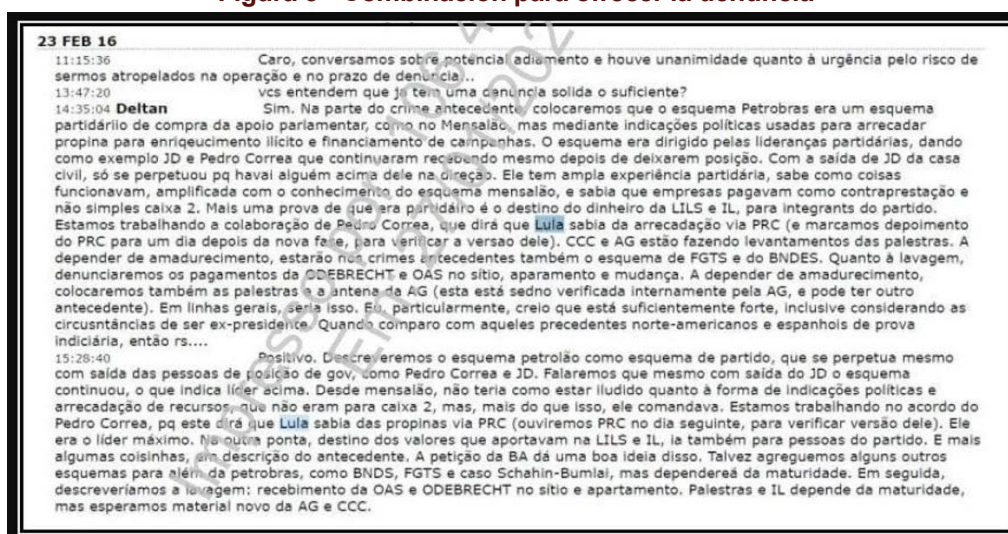 Figura 3 - Combinación para ofrecer la denuncia
23 FEB 16
11:15:36 Caro, conversamos sobre potencial adiamento e houve unanimidade quanto à urgência pelo risco de
sermos atropelados na operação e no prazo de denúncia)..
13:47:20 vcs entendem que já tem uma denúncia solida o suficiente?
14:35:04 Deltan Sim. Na parte do crime antecedente, colocaremos que o esquema Petrobras era um esquema
partidáriio de compra da apoio parlamentar, como no Mensalão, mas mediante indicações políticas usadas para arrecadar
propina para enriqeucimento ilícito e financiamento de campanhas. O esquema era dirigido pelas lideranças partidárias, dando
como exemplo JD e Pedro Correa que continuaram recebendo mesmo depois de deixarem posição. Com a saída de JD da casa
civil, só se perpetuou pq havai alguém acima dele na direção. Ele tem ampla experiência partidária, sabe como coisas
funcionavam, amplificada com o conhecimento do esquema mensalão, e sabia que empresas pagavam como contraprestação e
não simples caixa 2. Mais uma prova de que era partidáiro é o destino do dinheiro da LILS e IL, para integrants do partido.
Estamos trabalhando a colaboração de Pedro Correa, que dirá que Lula sabia da arrecadação via PRC (e marcamos depoimento
do PRC para um dia depois da nova fase, para verificar a versao dele). CCC e AG estão fazendo levantamentos das palestras. A
depender de amadurecimento, estarão nos crimes antecedentes também o esquema de FGTS e do BNDES. Quanto à lavagem,
denunciaremos os pagamentos da ODEBRECHT e OAS no sítio, aparamento e mudança. A depender de amadurecimento,
colocaremos também as palestras e a antena da AG (esta está sedno verificada internamente pela AG, e pode ter outro
antecedente). Em linhas gerais, seria isso. Eu, particularmente, creio que está suficientemente forte, inclusive considerando as
circusntâncias de ser ex-presidente. Quando comparo com aqueles precedentes norte-americanos e espanhois de prova
indiciária, então rs....
15:28:40 Positivo. Descreveremos o esquema petrolão como esquema de partido, que se perpetua mesmo
com saída das pessoas de posição de gov, como Pedro Correa e JD. Falaremos que mesmo com saída do JD o esquema
continuou, o que indica líder acima. Desde mensalão, não teria como estar iludido quanto à forma de indicações políticas e
arrecadação de recursos, que não eram para caixa 2, mas, mais do que isso, ele comandava. Estamos trabalhando no acordo do
Pedro Correa, pq este dirá que Lula sabia das propinas via PRC (ouviremos PRC no dia seguinte, para verificar versão dele). Ele
era o líder máximo. Na outra ponta, destino dos valores que aportavam na LILS e IL, ia também para pessoas do partido. E mais
algumas coisinhas, na descrição do antecedente. A petição da BA dá uma boa ideia disso. Talvez agreguemos alguns outros
esquemas para além da petrobras, como BNDS, FGTS e caso Schahin-Bumlai, mas dependereá da maturidade. Em seguida,
descreveríamos a lavagem: recebimento da OAS e ODEBRECHT no sítio e apartamento. Palestras e IL depende da maturidade,
mas esperamos material novo da AG e CCC.